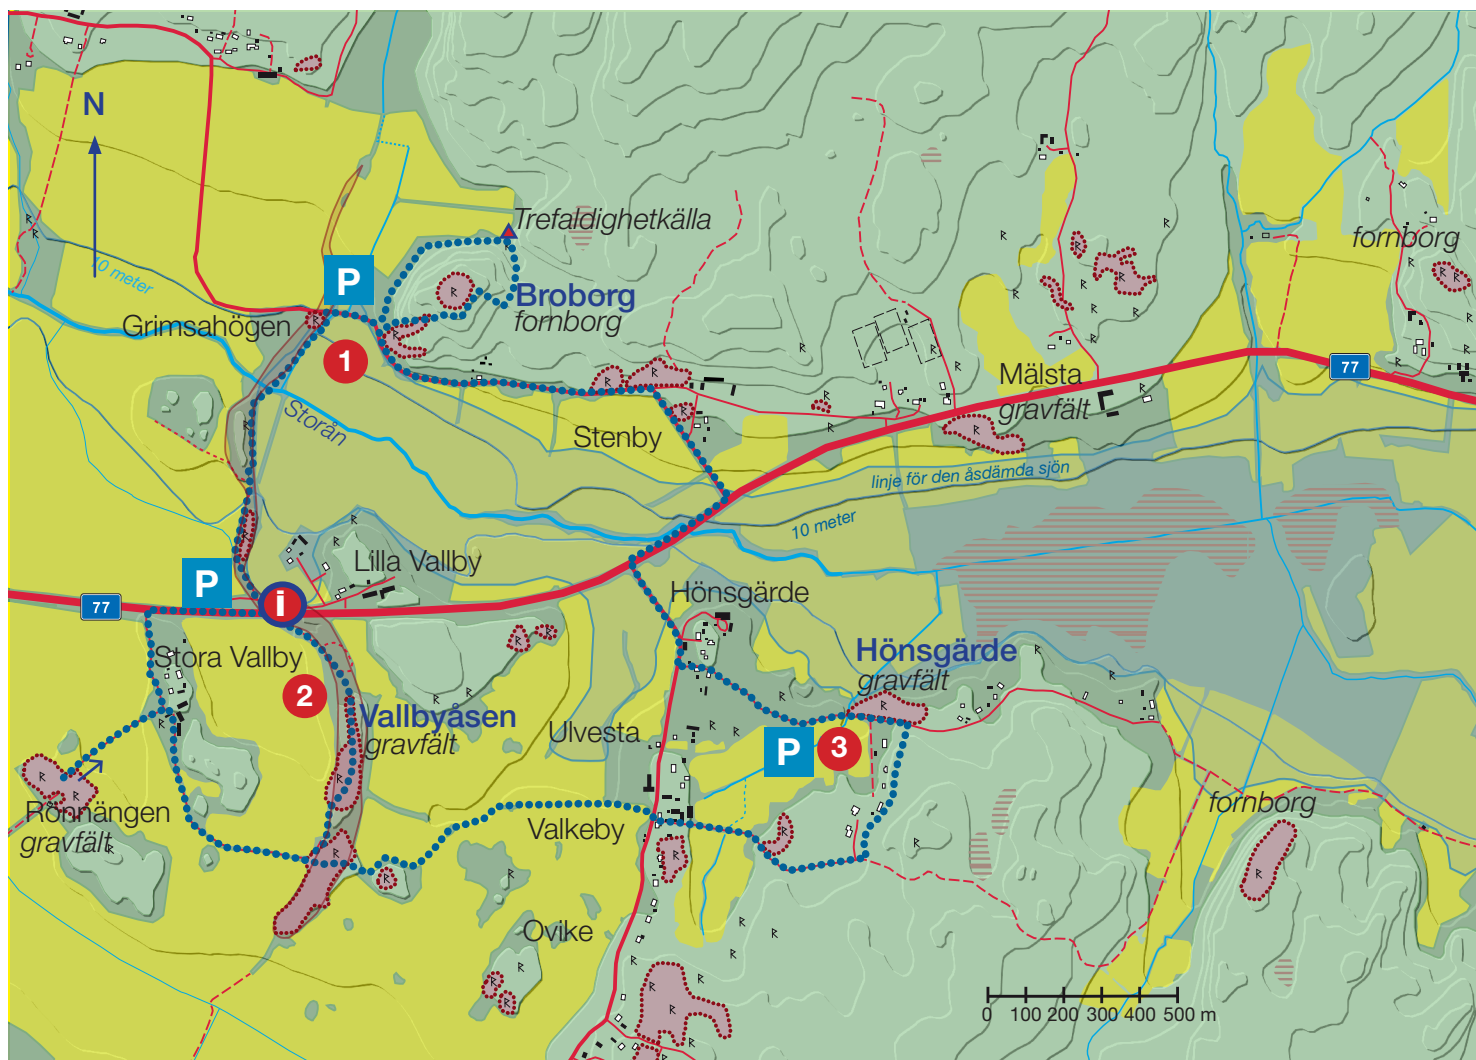 N
Trefaldighetkälla
fornborg
10 meter
P
Broborg
fornborg
Grimsahögen
1
77
Mälsta
gravfält
Storån
Stenby
linje för den åsdämda sjön
10 meter
Lilla Vallby
P
Hönsgärde
77
i
Stora Vallby
Hönsgärde
gravfält
2
Vallbyåsen
gravfält
Ulvesta
P
3
Rönnängen
gravfält
Valkeby
fornborg
Ovike
0 100 200 300 400 500 m